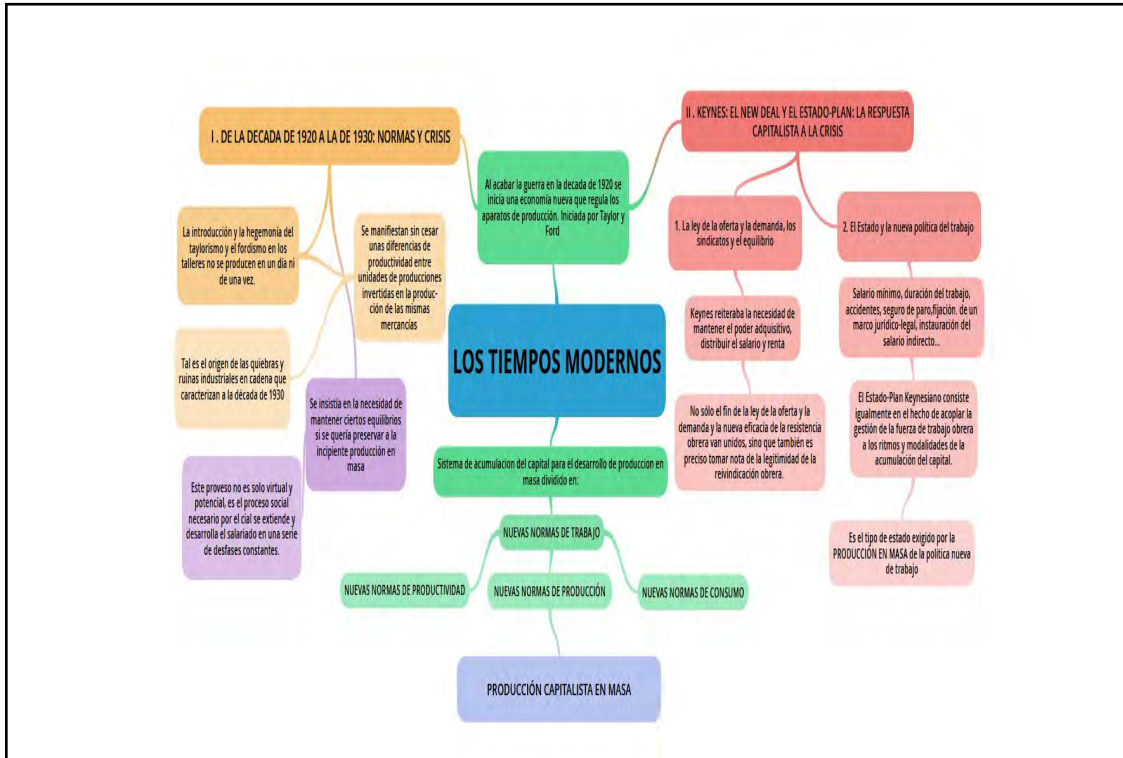 I . DE LA DECADA DE 1920 A LA DE 1930: NORMAS Y CRISIS
La introducción y la hegemonía del
taylorismo y el fordismo en los
talleres no se producen en un día ni
de una vez.
Se manifiestan sin cesar
unas diferencias de
productividad entre
unidades de producciones
invertidas en la produc-
ción de las mismas
mercancías
Tal es el origen de las quiebras y
ruinas industriales en cadena que
caracterizan a la década de 1930
Se insistía en la necesidad de
mantener ciertos equilibrios
si se quería preservar a la
incipiente producción en
masa
Este proveso no es solo virtual y
potencial, es el proceso social
necesario por el cial se extiende y
desarrolla el salariado en una serie
de desfases constantes.
Al acabar la guerra en la decada de 1920 se
inicia una economía nueva que regula los
aparatos de producción. Iniciada por Taylor y
Ford
LOS TIEMPOS MODERNOS
Sistema de acumulacion del capital para el desarrollo de produccion en
masa dividido en:
NUEVAS NORMAS DE TRABAJO
NUEVAS NORMAS DE PRODUCTIVIDAD
NUEVAS NORMAS DE PRODUCCIÓN
NUEVAS NORMAS DE CONSUMO
PRODUCCIÓN CAPITALISTA EN MASA
II . KEYNES: EL NEW DEAL Y EL ESTADO-PLAN: LA RESPUESTA
CAPITALISTA A LA CRISIS
1. La ley de la oferta y la demanda, los
sindicatos y el equilibrio
Keynes reiteraba la necesidad de
mantener el poder adquisitivo,
distribuir el salario y renta
No sólo el fin de la ley de la oferta y la
demanda y la nueva eficacia de la resistencia
obrera van unidos, sino que también es
preciso tomar nota de la legitimidad de la
reivindicación obrera.
2. El Estado y la nueva política del trabajo
Salario mínimo, duración del trabajo,
accidentes, seguro de paro,fijación. de un
marco jurídico-legal, instauración del
salario indirecto...
El Estado-Plan Keynesiano consiste
igualmente en el hecho de acoplar la
gestión de la fuerza de trabajo obrera
a los ritmos y modalidades de la
acumulación del capital.
Es el tipo de estado exigido por la
PRODUCCIÓN EN MASA de la política nueva
de trabajo